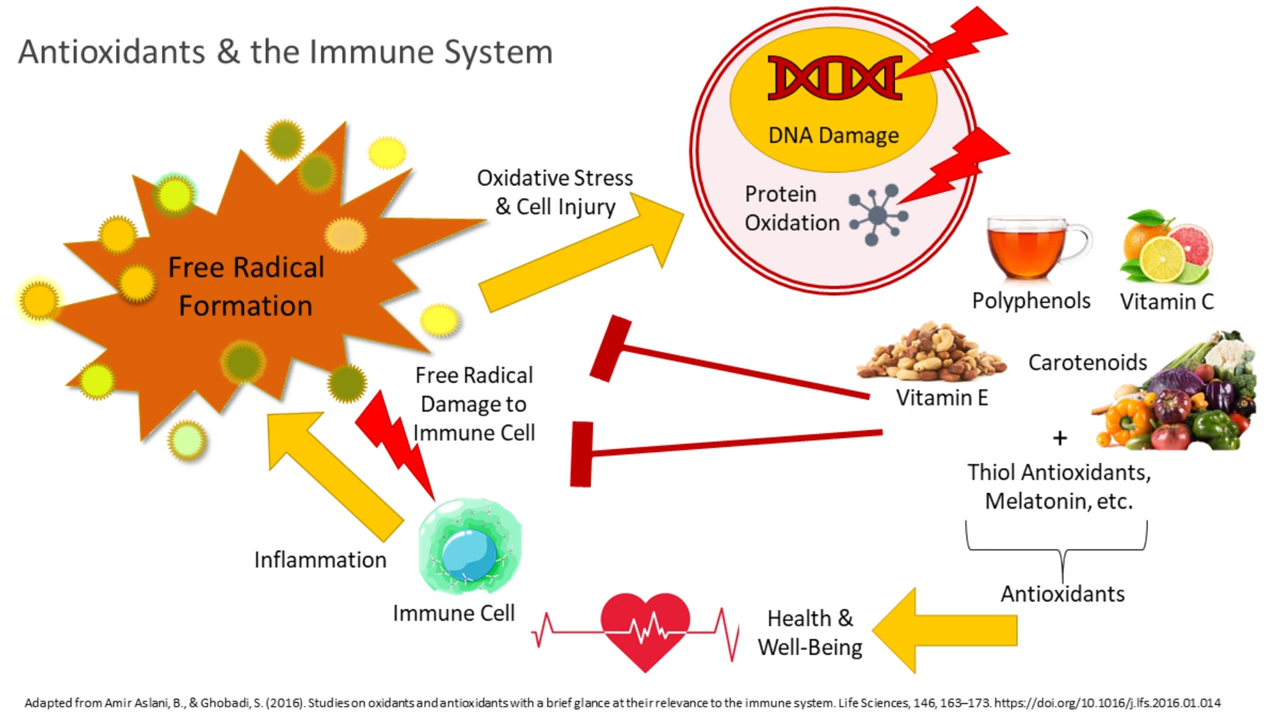 Antioxidants & the Immune System
DNA Damage
Protein
Oxidation
Oxidative Stress
& Cell Injury
Free Radical
Formation
Polyphenols
Vitamin C
Carotenoids
Vitamin E
+
Thiol Antioxidants,
Melatonin, etc.
Antioxidants
Free Radical
Damage to
Immune Cell
Inflammation
Immune Cell
Health &
Well-Being
Adapted from Amir Aslani, B., & Ghobadi, S. (2016). Studies on oxidants and antioxidants with a brief glance at their relevance to the immune system. Life Sciences, 146, 163–173. https://doi.org/10.1016/j.lfs.2016.01.014